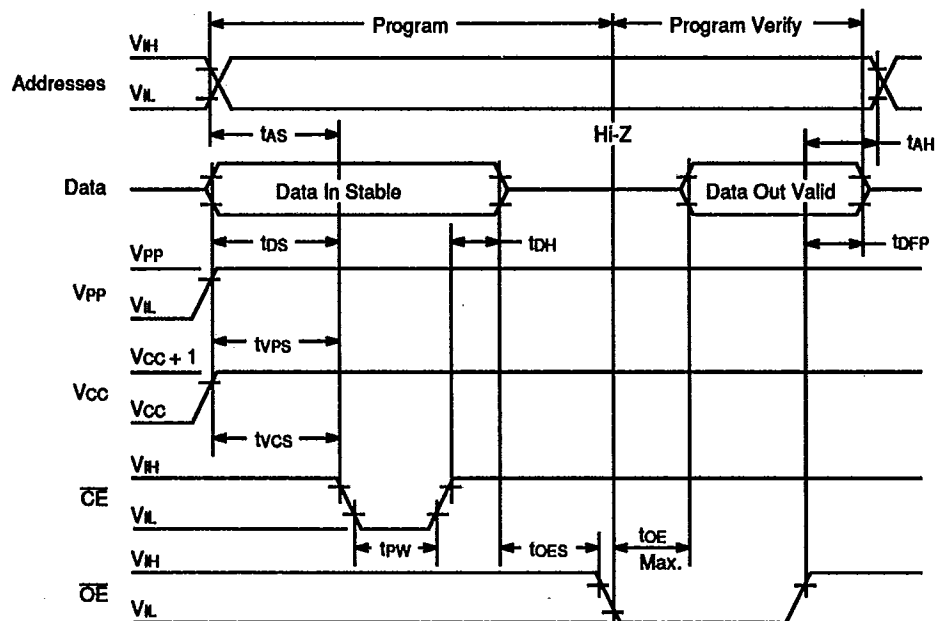 Program
Program Verify
VIH
Addresses
VIL
tAS
Hi-Z
tAH
Data
Data In Stable
Data Out Valid
tDS
tDH
tDFP
VPP
VPP
VIL
tVPS
VCC + 1
VCC
VCC
tVCS
VIH
CE
VIL
tPW
tOES
tOE
Max.
VIH
OE
VIL